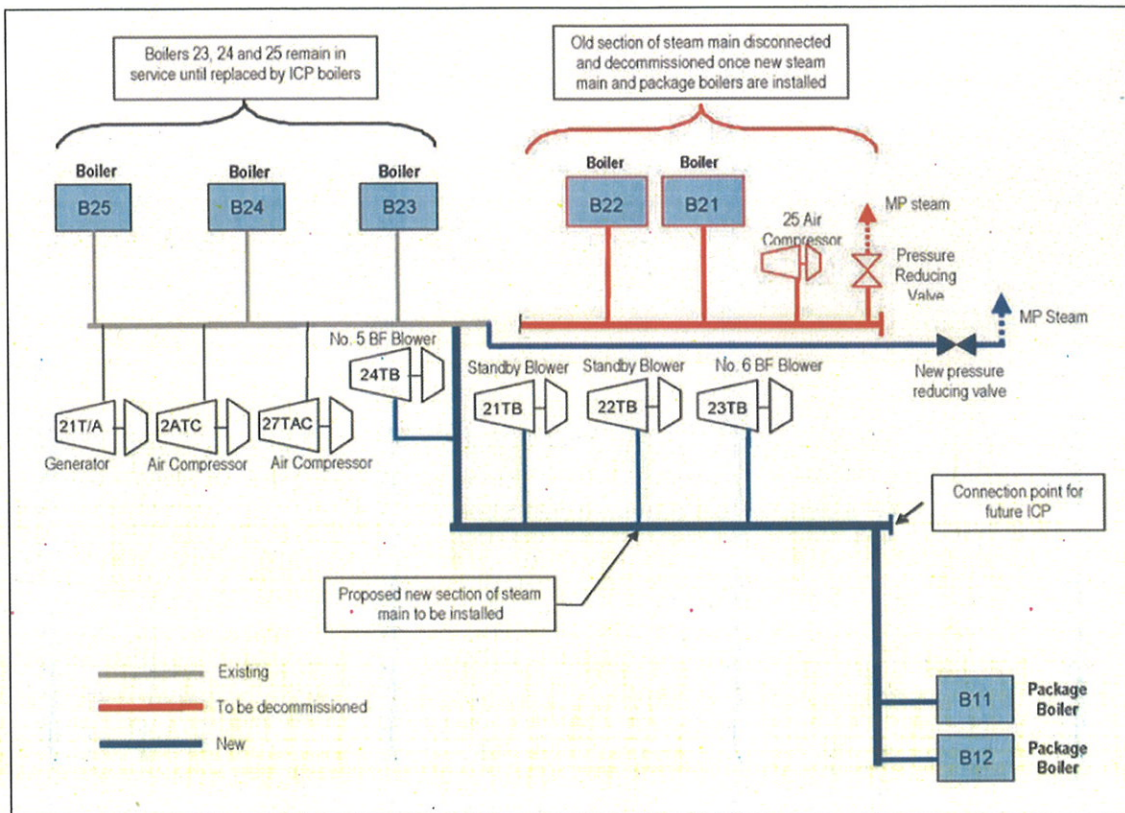 Boilers 23, 24 and 25 remain in
service until replaced by ICP boilers
Old section of steam main disconnected
and decommissioned once new steam
main and package boilers are installed
Boiler
B25
Boiler
B24
Boiler
B23
Boiler
B22
Boiler
B21
25 Air
Compressor
MP steam
Pressure
Reducing
Valve
MP Steam
New pressure
reducing valve
No. 5 BF Blower
24TB
Standby Blower
21TB
Standby Blower
22TB
No. 6 BF Blower
23TB
21T/A
Generator
2ATC
Air Compressor
27TAC
Air Compressor
Connection point for
future ICP
Proposed new section of steam
main to be installed
Existing
To be decommissioned
New
B11
Package
Boiler
B12
Package
Boiler